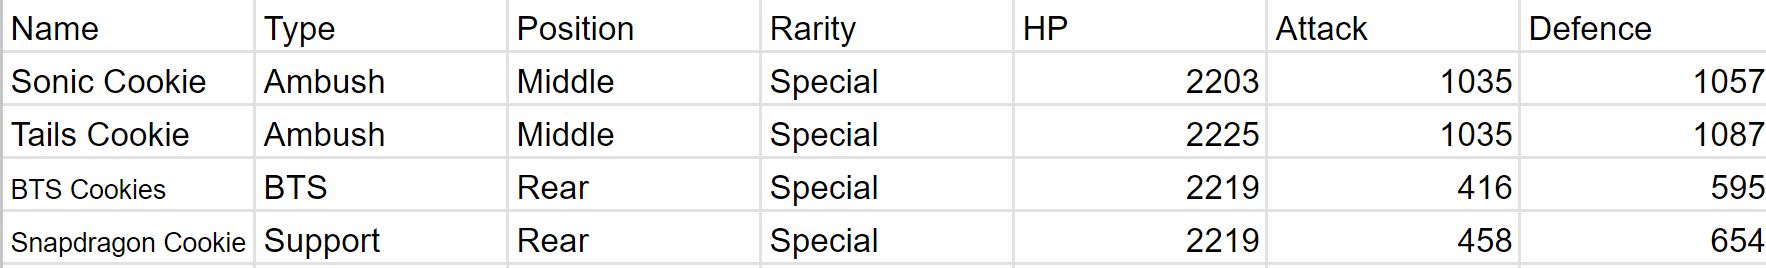 Name Type Position Rarity HP Attack Defence
Sonic Cookie Ambush Middle Special 2203 1035 1057
Tails Cookie Ambush Middle Special 2225 1035 1087
BTS Cookies BTS Rear Special 2219 416 595
Snapdragon Cookie Support Rear Special 2219 458 654